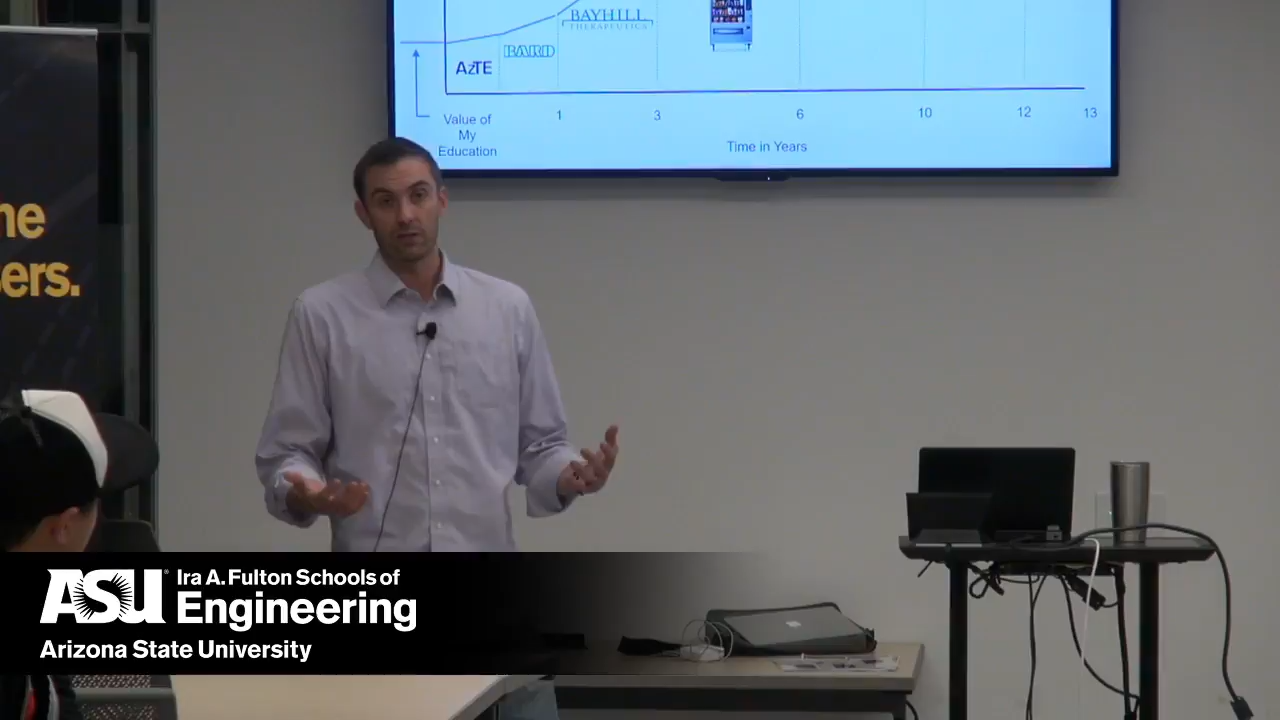 BAYHILL
THERAPEUTICS
BARD
AzTE
1
3
6
10
12
13
Value of
My
Education
Time in Years
he
ers.
ASU Ira A. Fulton Schools of
Engineering
Arizona State University